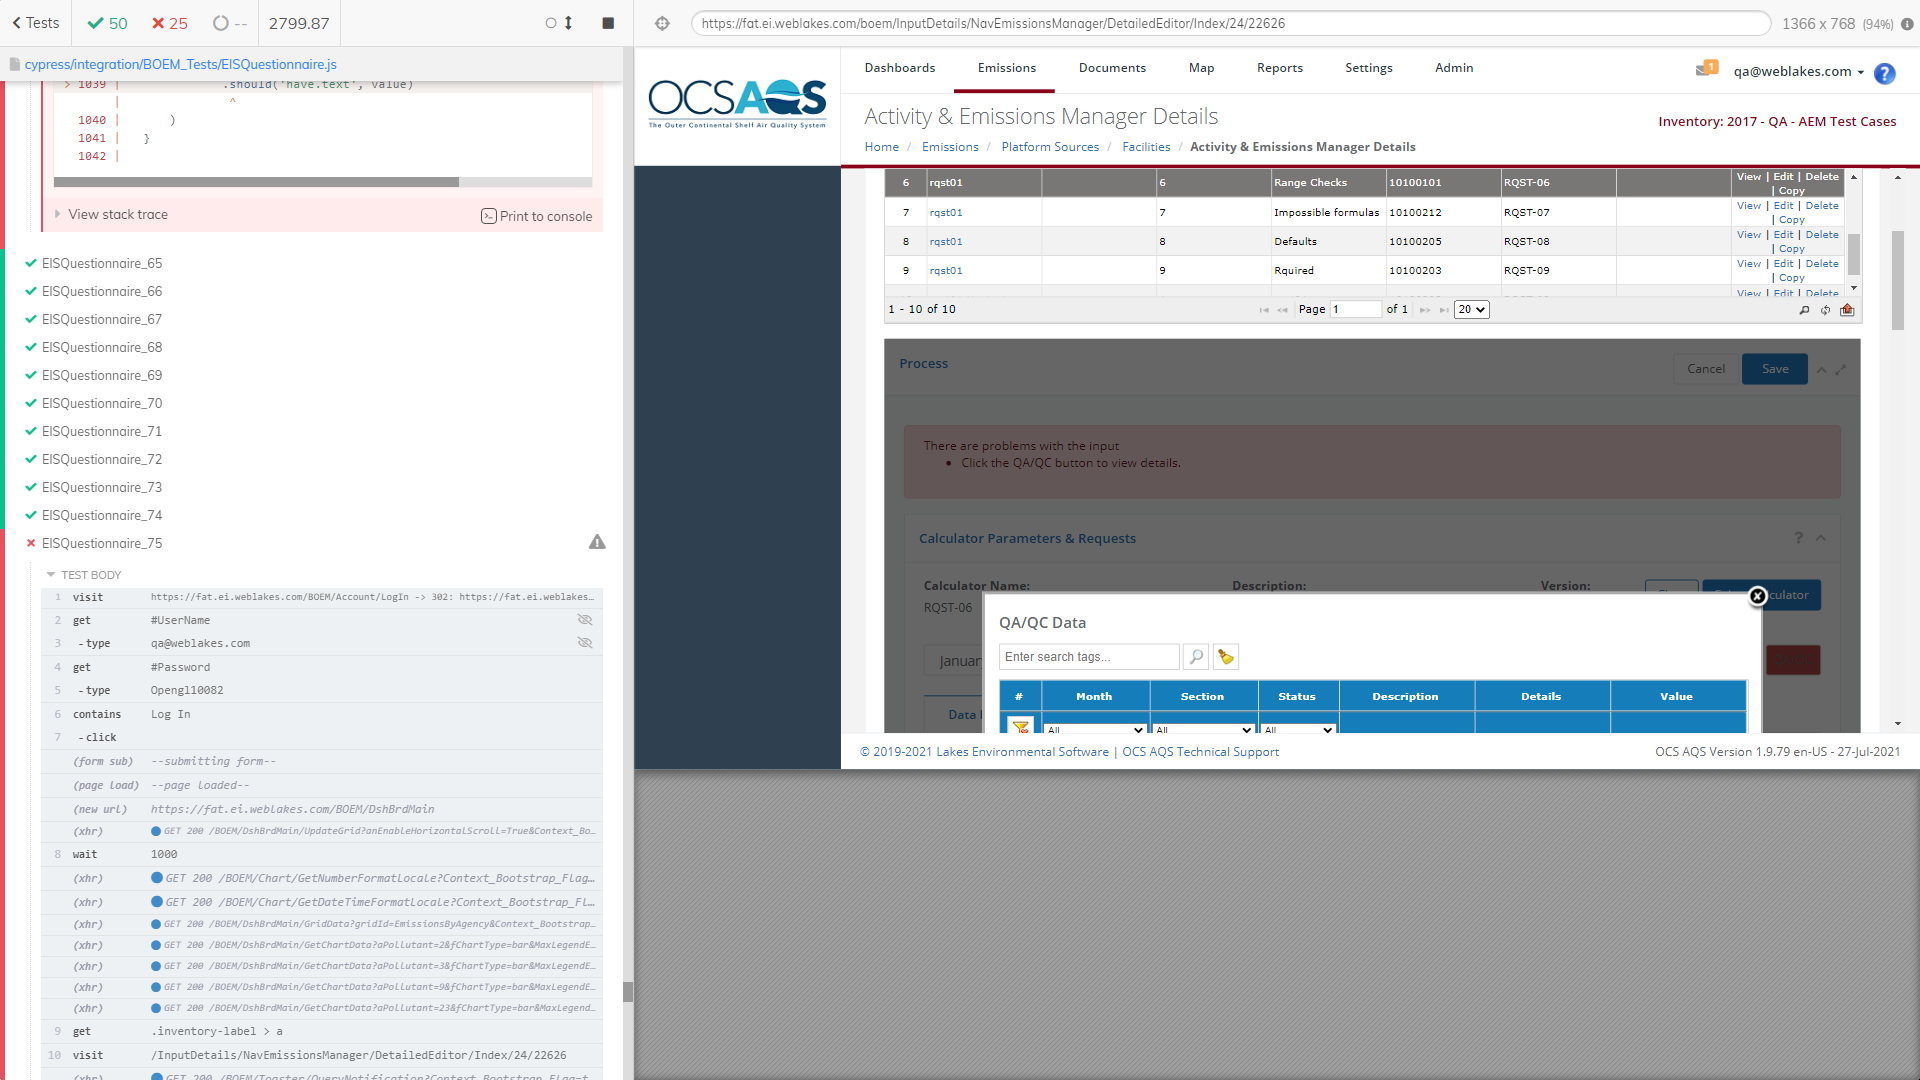 Tests
50
25
--
2799.87
cypress/integration/BOEM_Tests/EISQuestionnaire.js
> 1039 | .should('have.text', value)
| ^
1040 | )
1041 | }
1042 |
View stack trace
Print to console
EISQuestionnaire_65
EISQuestionnaire_66
EISQuestionnaire_67
EISQuestionnaire_68
EISQuestionnaire_69
EISQuestionnaire_70
EISQuestionnaire_71
EISQuestionnaire_72
EISQuestionnaire_73
EISQuestionnaire_74
EISQuestionnaire_75
TEST BODY
1 visit https://fat.ei.weblakes.com/BOEM/Account/LogIn -> 302: https://fat.ei.weblakes...
2 get #UserName
3 -type qa@weblakes.com
4 get #Password
5 -type Opengl10082
6 contains Log In
7 -click
(form sub) --submitting form--
(page load) --page loaded--
(new url) https://fat.ei.weblakes.com/BOEM/DshBrdMain
(xhr) GET 200 /BOEM/DshBrdMain/UpdateGrid?anEnableHorizontalScroll=True&Context_Bo...
8 wait 1000
(xhr) GET 200 /BOEM/Chart/GetNumberFormatLocale?Context_Bootstrap_Flag...
(xhr) GET 200 /BOEM/Chart/GetDateTimeFormatLocale?Context_Bootstrap_Fl...
(xhr) GET 200 /BOEM/DshBrdMain/GridData?gridId=EmissionsByAgency&Context_Bootstrap...
(xhr) GET 200 /BOEM/DshBrdMain/GetChartData?aPollutant=2&fChartType=bar&MaxLegendE...
(xhr) GET 200 /BOEM/DshBrdMain/GetChartData?aPollutant=3&fChartType=bar&MaxLegendE...
(xhr) GET 200 /BOEM/DshBrdMain/GetChartData?aPollutant=9&fChartType=bar&MaxLegendE...
(xhr) GET 200 /BOEM/DshBrdMain/GetChartData?aPollutant=23&fChartType=bar&MaxLegend...
9 get .inventory-label > a
10 visit /InputDetails/NavEmissionsManager/DetailedEditor/Index/24/22626
(xhr) GET 200 /BOEM/Toaster/QueryNotification?Context_Bootstrap_Flag=t...
https://fat.ei.weblakes.com/boem/InputDetails/NavEmissionsManager/DetailedEditor/Index/24/22626
1366 x 768 (94%)
OCSAQS
The Outer Continental Shelf Air Quality System
Dashboards Emissions Documents Map Reports Settings Admin
1 qa@weblakes.com ?
Activity & Emissions Manager Details
Inventory: 2017 - QA - AEM Test Cases
Home / Emissions / Platform Sources / Facilities / Activity & Emissions Manager Details
6 rqst01 6 Range Checks 10100101 RQST-06 View | Edit | Delete | Copy
7 rqst01 7 Impossible formulas 10100212 RQST-07 View | Edit | Delete | Copy
8 rqst01 8 Defaults 10100205 RQST-08 View | Edit | Delete | Copy
9 rqst01 9 Rquired 10100203 RQST-09 View | Edit | Delete | Copy
View | Edit | Delete
1 - 10 of 10
Page 1 of 1 20
Process
Cancel Save
There are problems with the input
Click the QA/QC button to view details.
Calculator Parameters & Requests ?
Calculator Name: Description: Version:
RQST-06
QA/QC Data
Enter search tags...
# Month Section Status Description Details Value
All All All
© 2019-2021 Lakes Environmental Software | OCS AQS Technical Support
OCS AQS Version 1.9.79 en-US - 27-Jul-2021